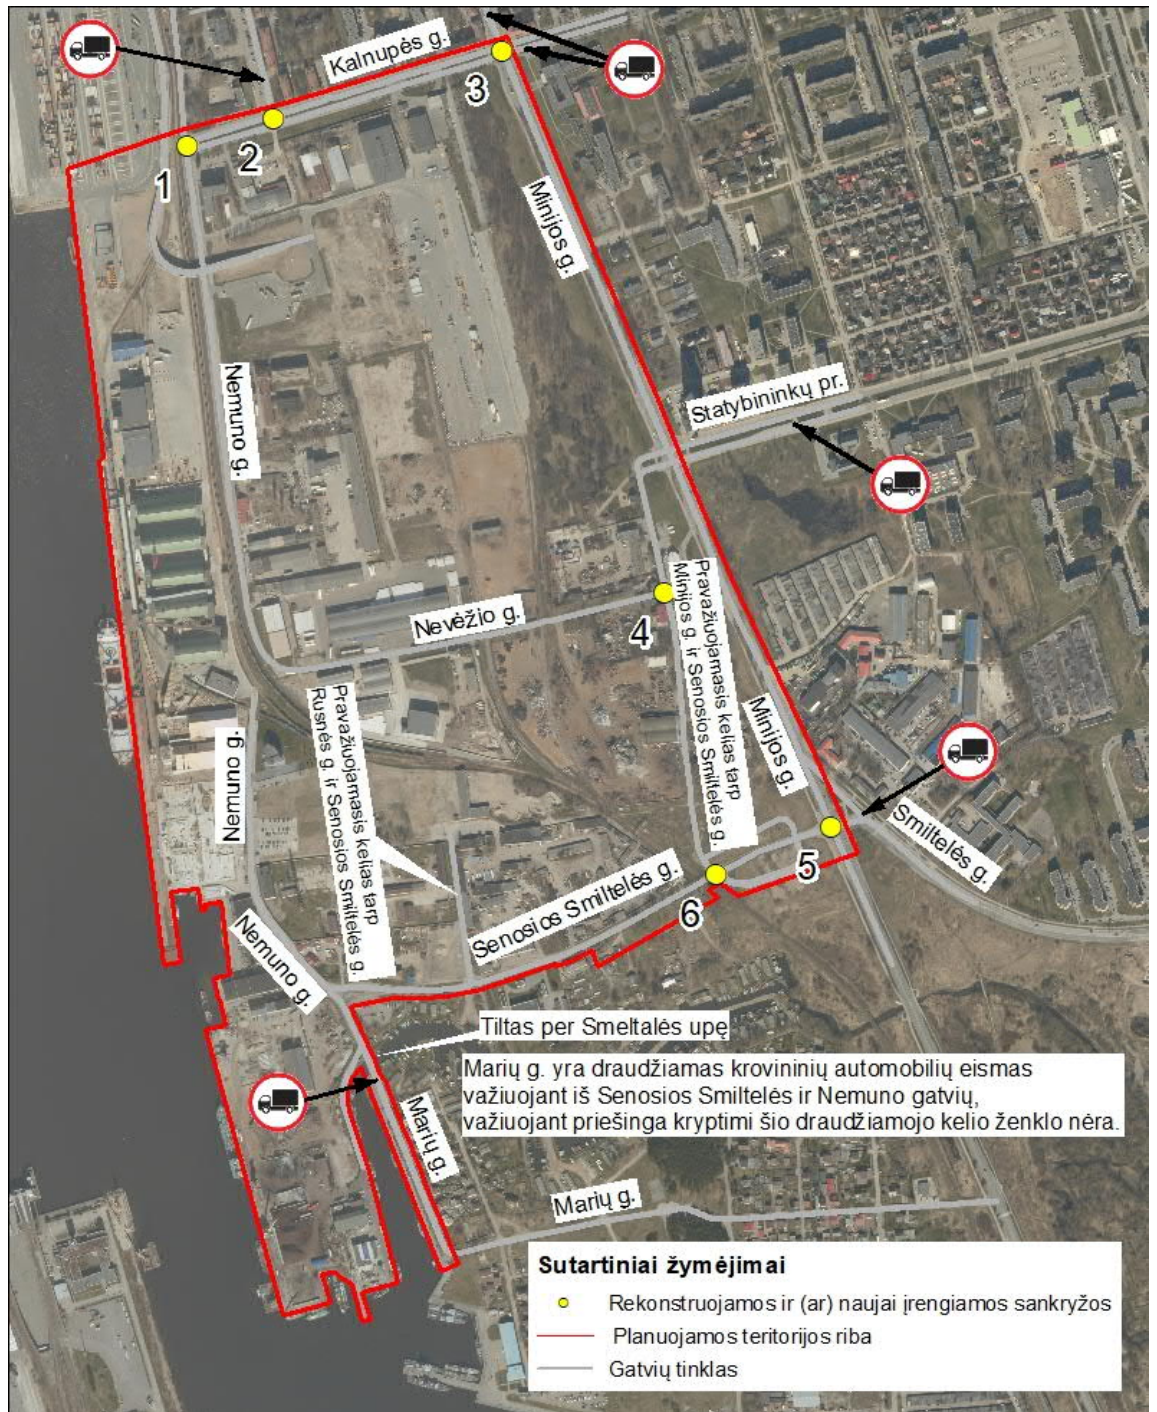 Kalnupės g.
3
2
1
Minijos g.
Statybininkų pr.
Nemuno g.
Nevėžio g.
4
Pravažiuojamasis kelias tarp
Minijos g. ir Senosios Smiltelės g.
Pravažiuojamasis kelias tarp
Rusnės g. ir Senosios Smiltelės g.
Nemuno g.
Minijos g.
Smiltelės g.
5
6
Senosios Smiltelės g.
Nemuno g.
Tiltas per Smeltalės upę
Marių g. yra draudžiamas krovininių automobilių eismas
važiuojant iš Senosios Smiltelės ir Nemuno gatvių,
važiuojant priešinga kryptimi šio draudžiamojo kelio ženklo nėra.
Marių g.
Marių g.
Sutartiniai žymėjimai
Rekonstruojamos ir (ar) naujai įrengiamos sankryžos
Planuojamos teritorijos riba
Gatvių tinklas